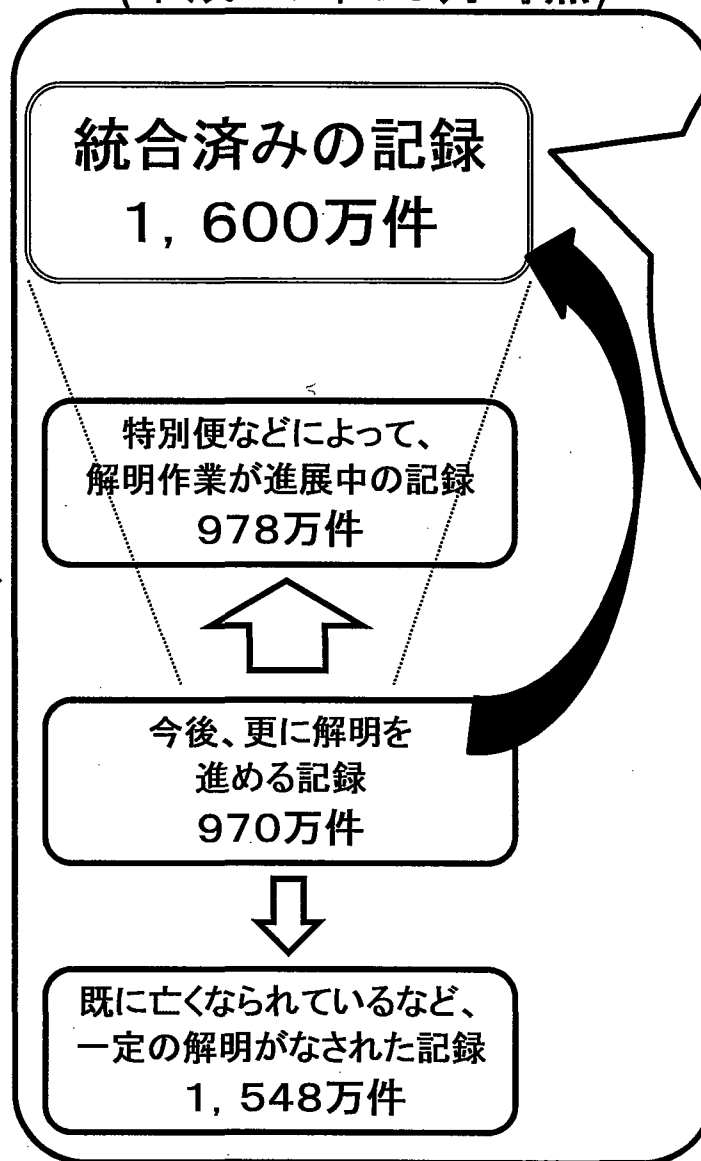 統合済みの記録
1,600万件
特別便などによって、
解明作業が進展中の記録
978万件
今後、更に解明を
進める記録
970万件
既に亡くなられているなど、
一定の解明がなされた記録
1,548万件